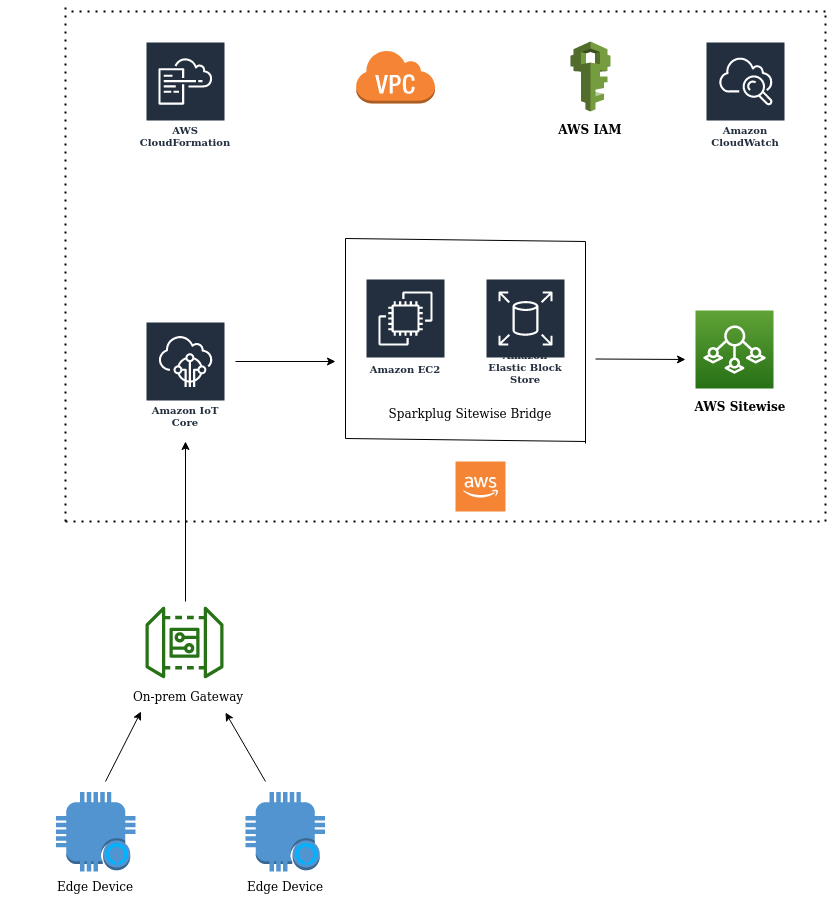 VPC
AWS
CloudFormation
AWS IAM
Amazon
CloudWatch
Amazon IoT
Core
Amazon EC2
Amazon
Elastic Block
Store
Sparkplug Sitewise Bridge
AWS Sitewise
aws
On-prem Gateway
Edge Device
Edge Device